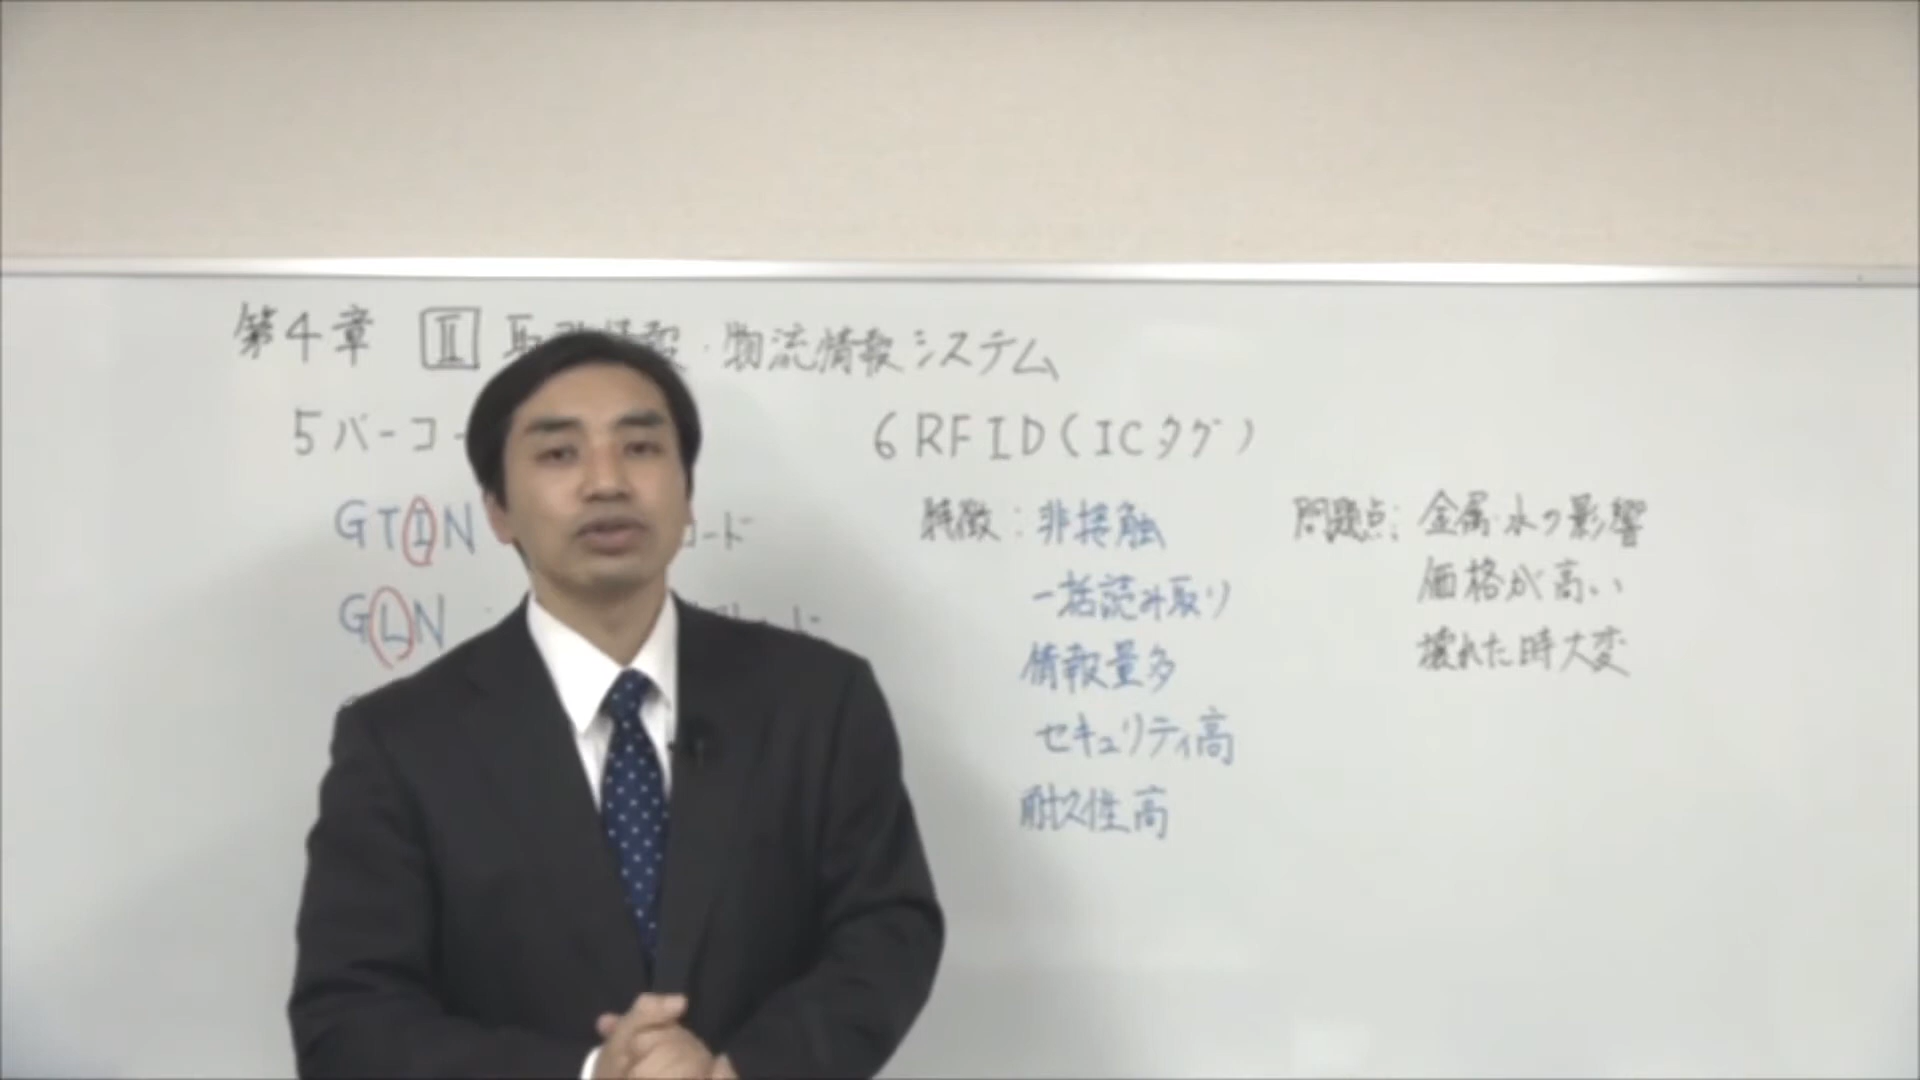 第4章 Ⅲ 取引情報・物流情報システム
5 バーコー
GTIN ード
GLN ード
6 RFID(ICタグ)
特徴:非接触
一括読み取り
情報量多
セキュリティ高
耐久性高
問題点:金属・水の影響
価格が高い
壊れた時大変